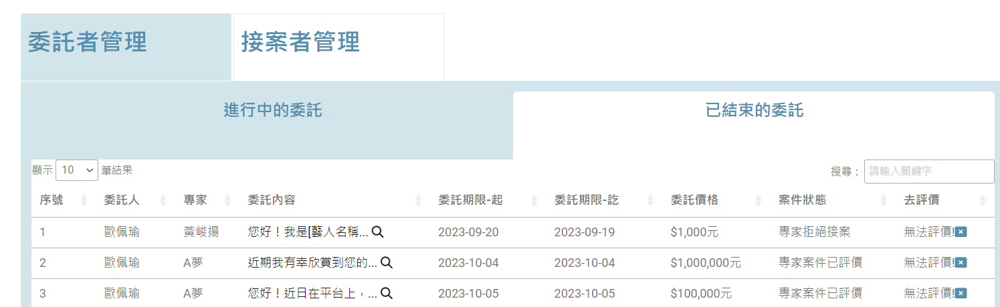 委託者管理 接案者管理
進行中的委託 已結束的委託
顯示 10 筆結果 搜尋： 請輸入關鍵字
序號 委託人 專家 委託內容 委託期限-起 委託期限-訖 委託價格 案件狀態 去評價
1 歐佩瑜 黃峻揚 您好！我是[藝人名稱... 2023-09-20 2023-09-19 $1,000元 專家拒絕接案 無法評價!
2 歐佩瑜 A夢 近期我有幸欣賞到您的... 2023-10-04 2023-10-04 $1,000,000元 專家案件已評價 無法評價!
3 歐佩瑜 A夢 您好！近日在平台上，... 2023-10-05 2023-10-05 $100,000元 專家案件已評價 無法評價!